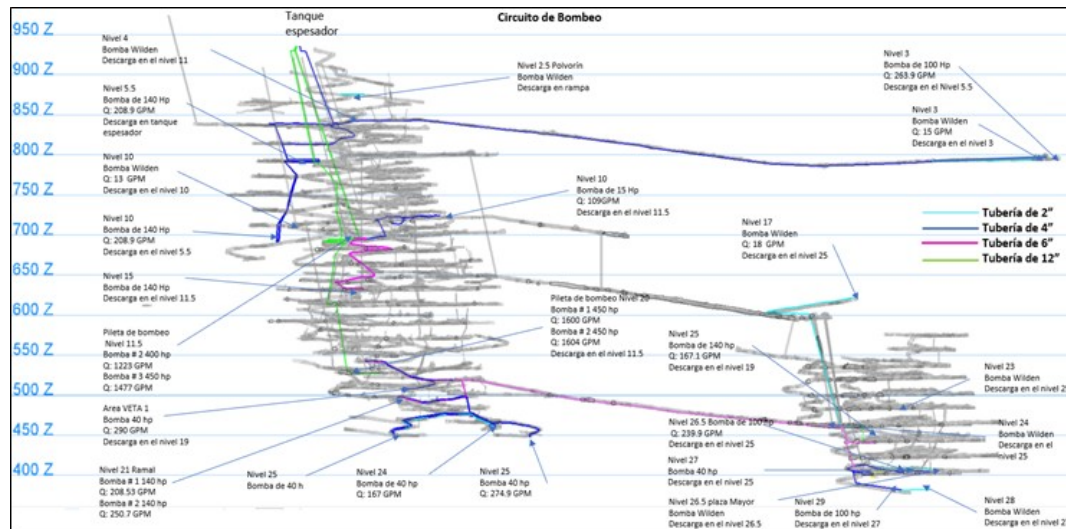 Circuito de Bombeo
Tanque
espesador
950 Z
900 Z
850 Z
800 Z
750 Z
700 Z
650 Z
600 Z
550 Z
500 Z
450 Z
400 Z
Nivel 4
Bomba Wilden
Descarga en el nivel 11
Nivel 5.5
Bomba de 140 Hp
Q: 208.9 GPM
Descarga en tanque
espesador
Nivel 10
Bomba Wilden
Q: 13 GPM
Descarga en el nivel 10
Nivel 10
Bomba de 140 Hp
Q: 208.9 GPM
Descarga en el nivel 5.5
Nivel 15
Bomba de 140 Hp
Descarga en el nivel 11.5
Pileta de bombeo
Nivel 11.5
Bomba # 2 400 hp
Q: 1223 GPM
Bomba # 3 450 hp
Q: 1477 GPM
Area VETA 1
Bomba 40 hp
Q: 290 GPM
Descarga en el nivel 19
Nivel 21 Ramal
Bomba # 1 140 hp
Q: 208.53 GPM
Bomba # 2 140 hp
Q: 250.7 GPM
Nivel 25
Bomba de 40 h
Nivel 24
Bomba de 40 hp
Q: 167 GPM
Nivel 25
Bomba 40 hp
Q: 274.9 GPM
Nivel 2.5 Polvorín
Bomba Wilden
Descarga en rampa
Nivel 10
Bomba de 15 Hp
Q: 109GPM
Descarga en el nivel 11.5
Pileta de bombeo Nivel 20
Bomba # 1 450 hp
Q: 1600 GPM
Bomba # 2 450 hp
Q: 1604 GPM
Descarga en el nivel 11.5
Nivel 3
Bomba de 100 Hp
Q: 263.9 GPM
Descarga en el Nivel 5.5
Nivel 3
Bomba Wilden
Q: 15 GPM
Descarga en el nivel 3
Nivel 17
Bomba Wilden
Q: 18 GPM
Descarga en el nivel 25
Tubería de 2"
Tubería de 4"
Tubería de 6"
Tubería de 12"
Nivel 25
Bomba de 140 hp
Q: 167.1 GPM
Descarga en el nivel 19
Nivel 23
Bomba Wilden
Descarga en el nivel 2
Nivel 26.5 Bomba de 100 hp
Q: 239.9 GPM
Descarga en el nivel 25
Nivel 24
Bomba Wilden
Descarga en el
nivel 25
Nivel 27
Bomba 40 hp
Descarga en el nivel 25
Nivel 26.5 plaza Mayor
Bomba Wilden
Descarga en el nivel 26.5
Nivel 29
Bomba de 100 hp
Descarga en el nivel 27
Nivel 28
Bomba Wilden
Descarga en el nivel 2